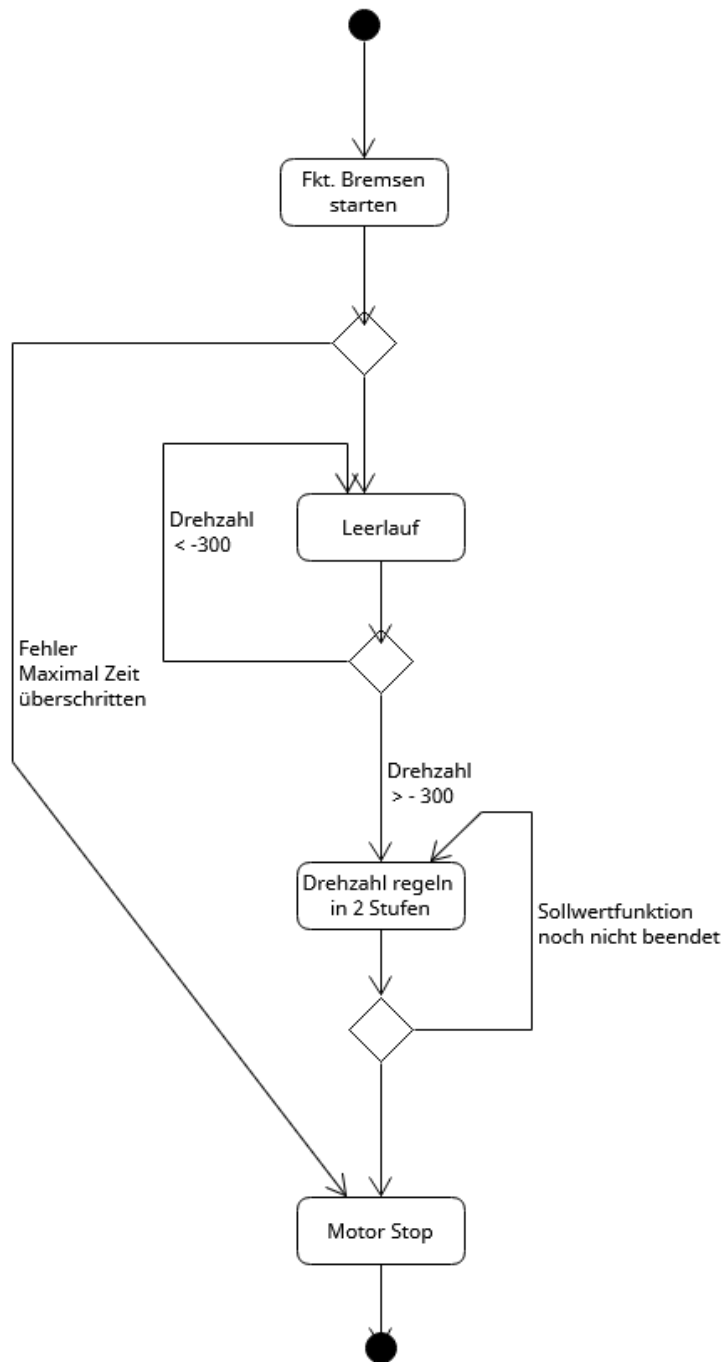 Fkt. Bremsen
starten
Drehzahl
< -300
Leerlauf
Fehler
Maximal Zeit
überschritten
Drehzahl
> - 300
Drehzahl regeln
in 2 Stufen
Sollwertfunktion
noch nicht beendet
Motor Stop